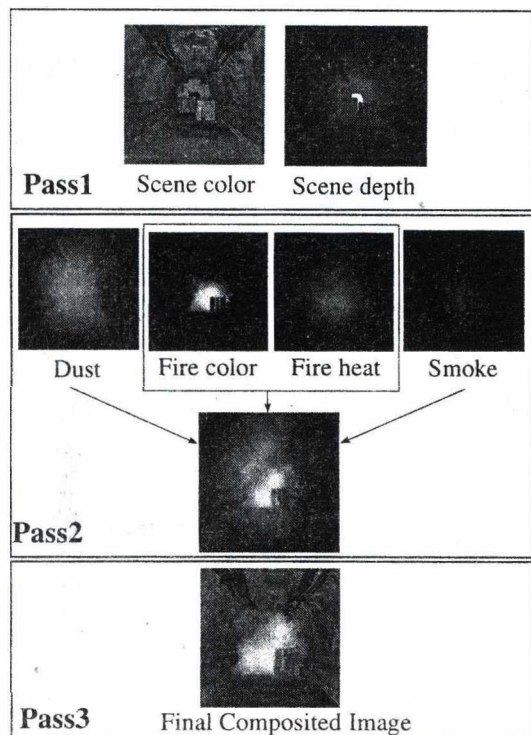 Pass1
Scene color
Scene depth
Dust
Fire color
Fire heat
Smoke
Pass2
Pass3
Final Composited Image